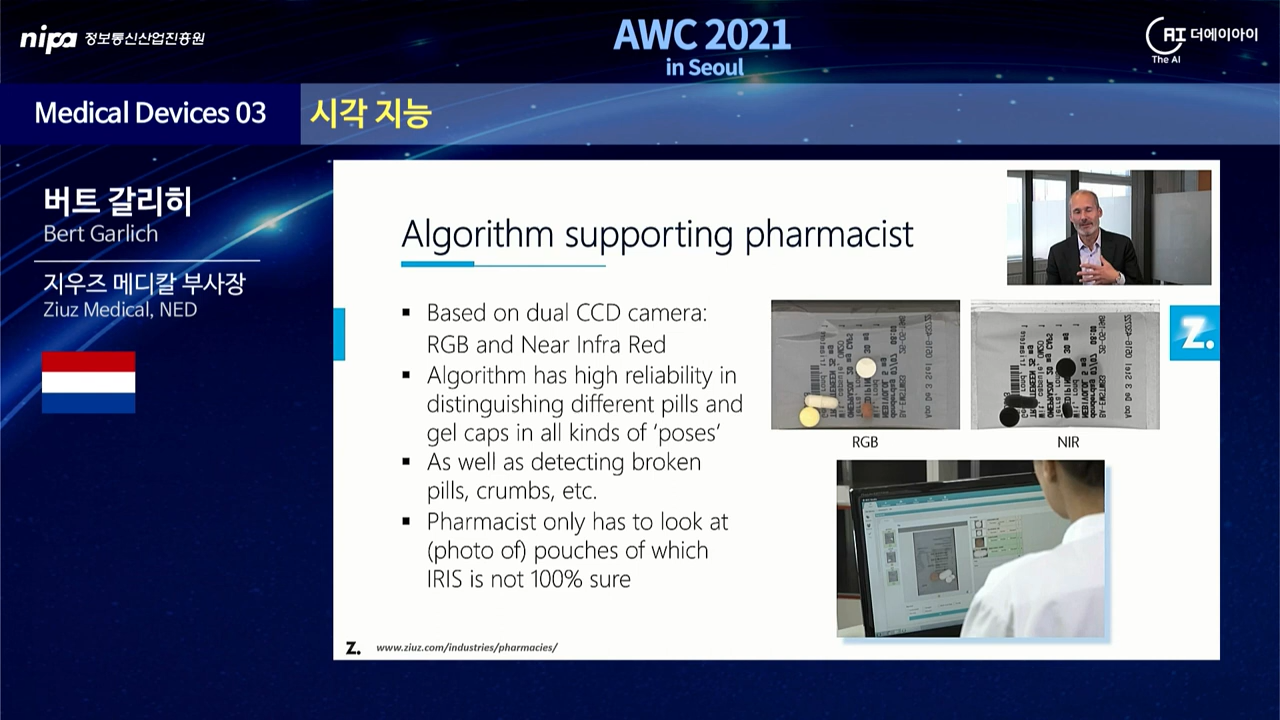 nipa 정보통신산업진흥원
AWC 2021
in Seoul
AI 더에이아이
The AI
Medical Devices 03
시각 지능
버트 갈리히
Bert Garlich
지우즈 메디칼 부사장
Ziuz Medical, NED
Algorithm supporting pharmacist
▪ Based on dual CCD camera:
RGB and Near Infra Red
▪ Algorithm has high reliability in
distinguishing different pills and
gel caps in all kinds of ‘poses’
▪ As well as detecting broken
pills, crumbs, etc.
▪ Pharmacist only has to look at
(photo of) pouches of which
IRIS is not 100% sure
RGB
NIR
Z.
Z.
www.ziuz.com/industries/pharmacies/